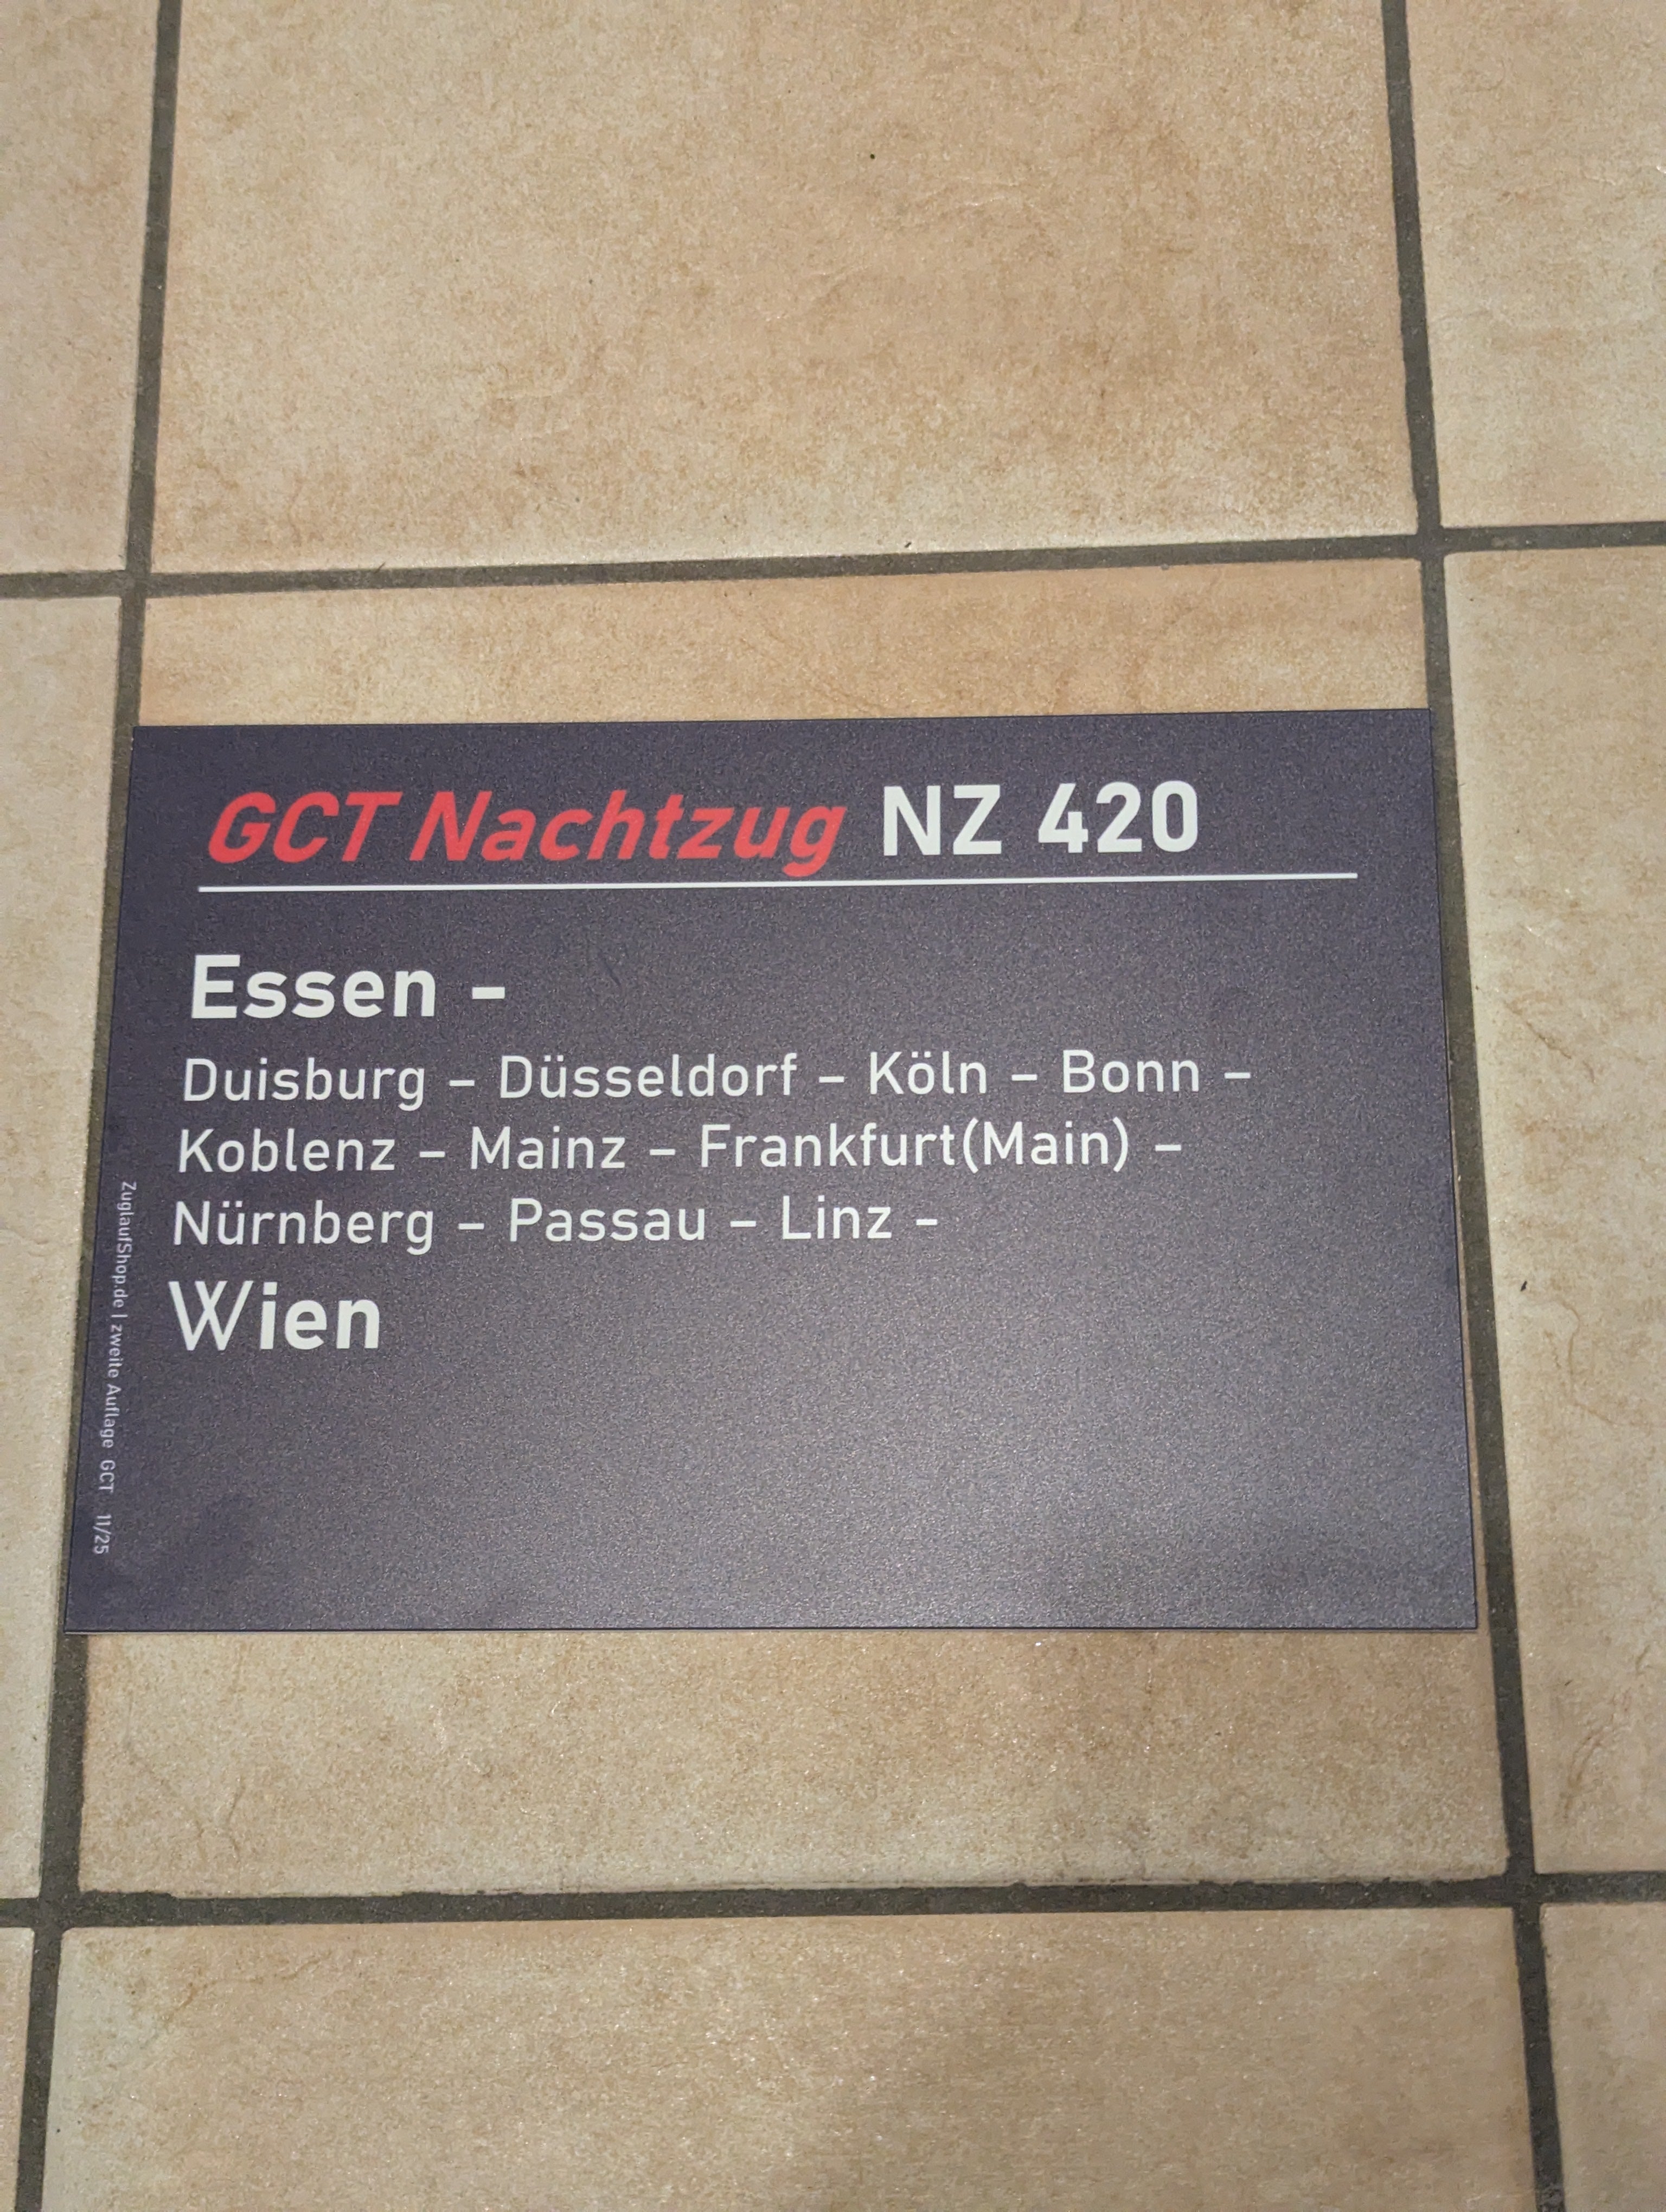 GCT Nachtzug NZ 420
Essen -
Duisburg – Düsseldorf – Köln – Bonn –
Koblenz – Mainz – Frankfurt(Main) –
Nürnberg – Passau – Linz -
Wien
ZuglaufShop.de | zweite Auflage GCT 11/25